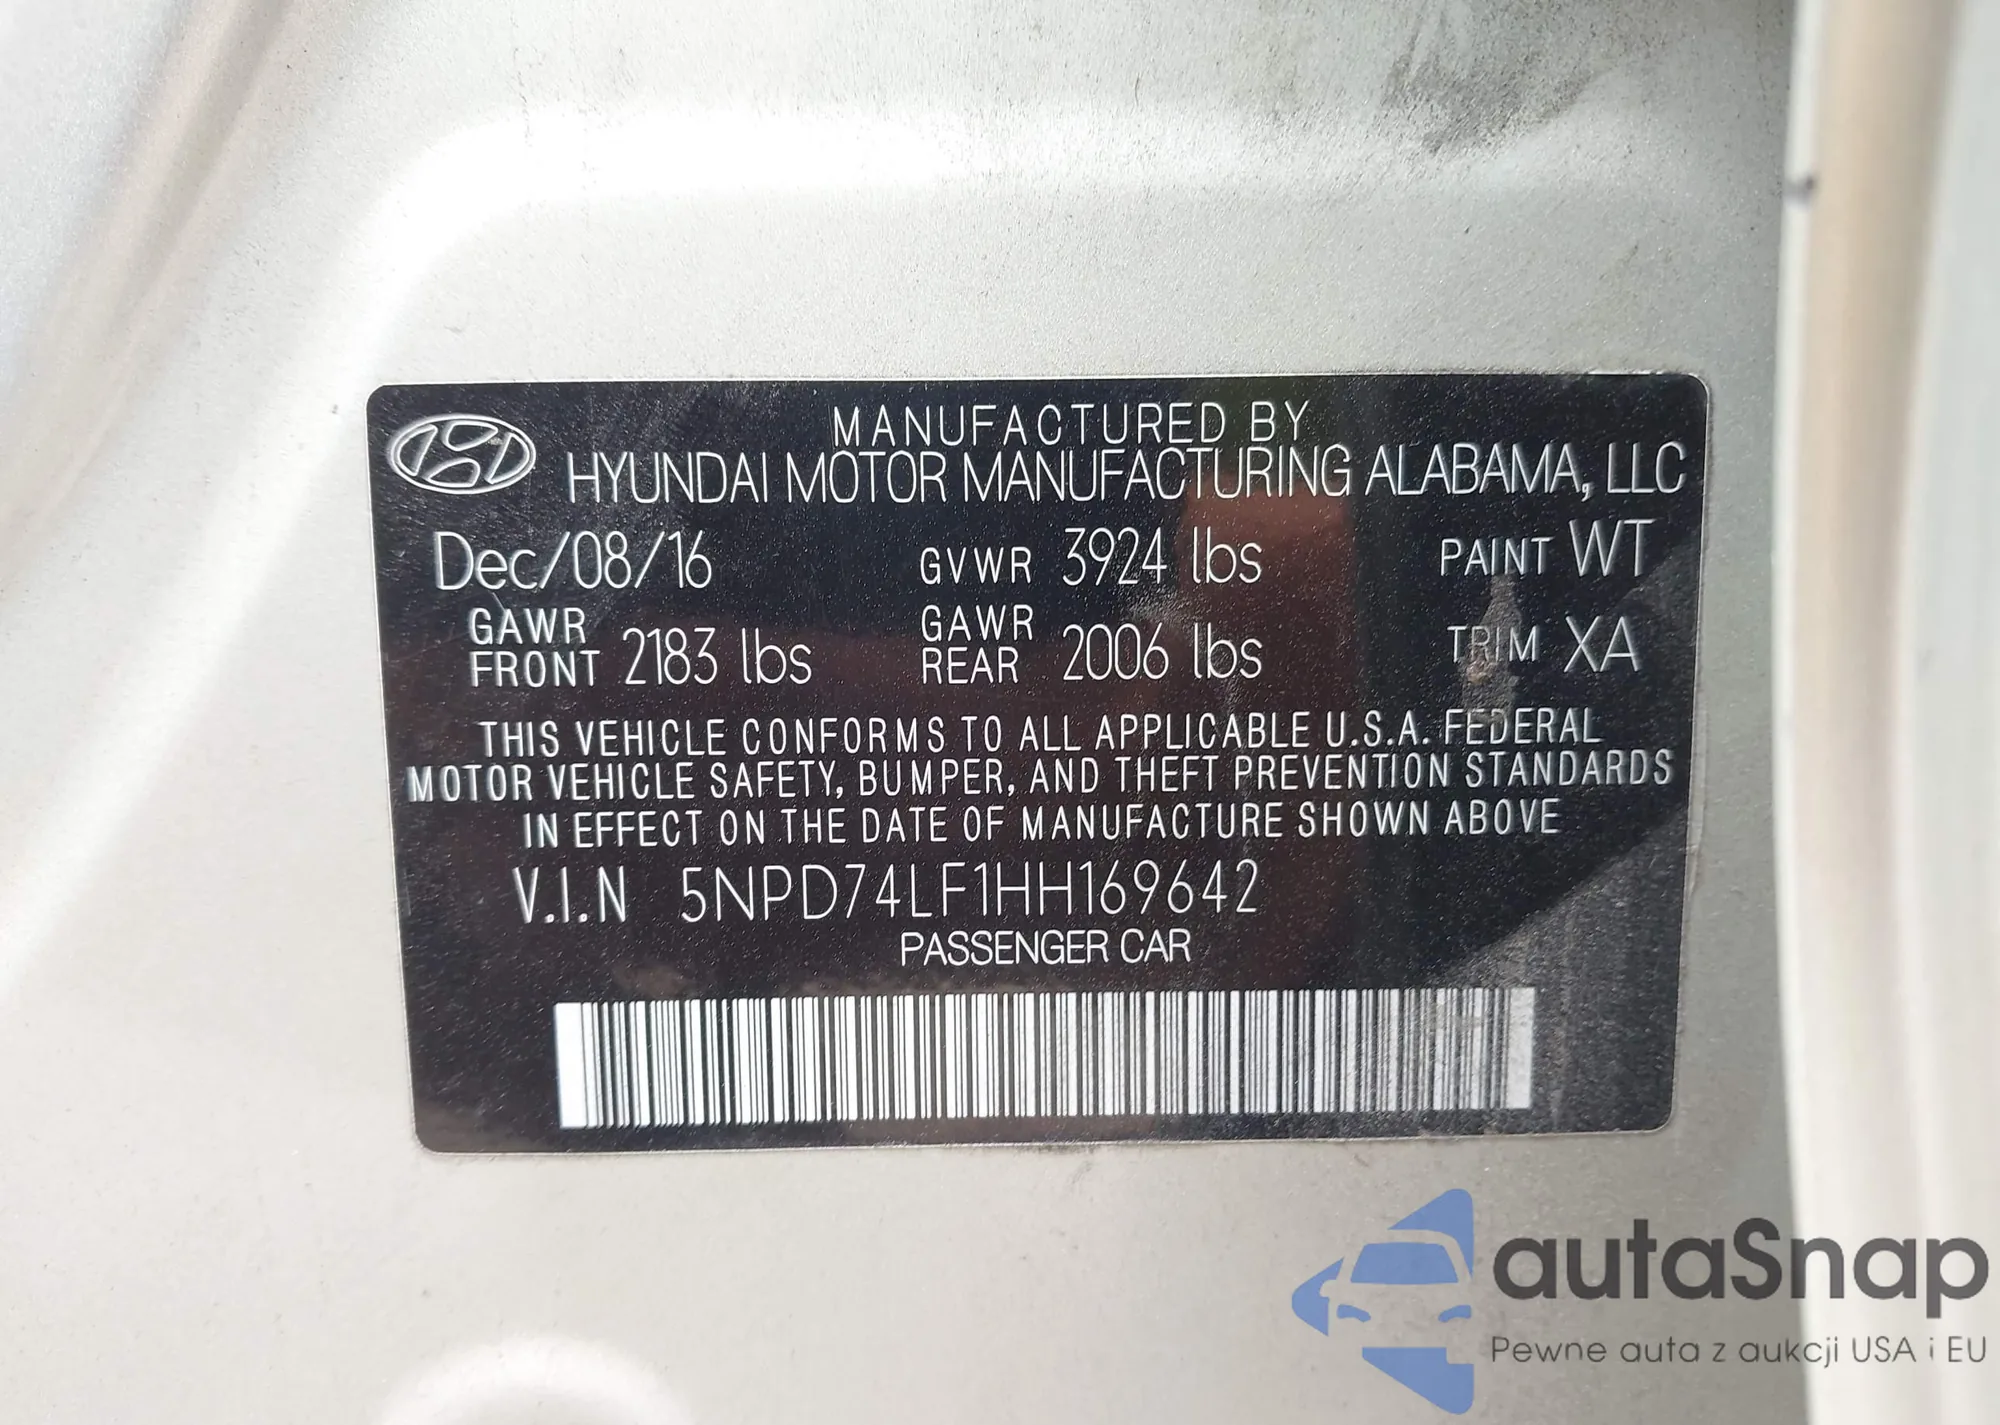 MANUFACTURED BY
HYUNDAI MOTOR MANUFACTURING ALABAMA, LLC
Dec/08/16 GVWR 3924 lbs PAINT WT
GAWR FRONT 2183 lbs GAWR REAR 2006 lbs TRIM XA
THIS VEHICLE CONFORMS TO ALL APPLICABLE U.S.A. FEDERAL
MOTOR VEHICLE SAFETY, BUMPER, AND THEFT PREVENTION STANDARDS
IN EFFECT ON THE DATE OF MANUFACTURE SHOWN ABOVE
V.I.N 5NPD74LF1HH169642
PASSENGER CAR
autaSnap
Pewne auta z aukcji USA i EU